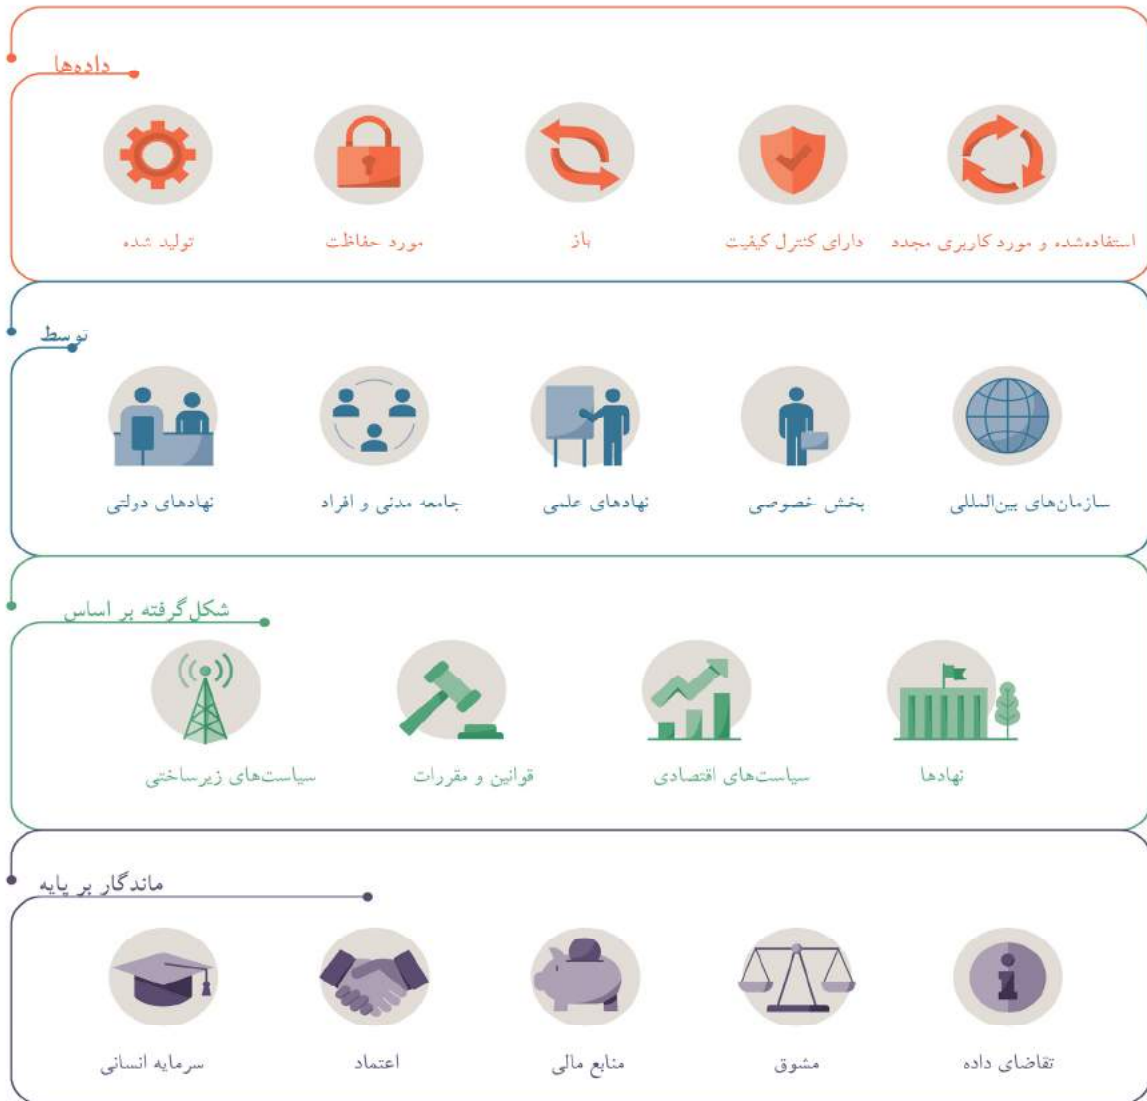 داده‌ها
تولید شده
مورد حفاظت
باز
دارای کنترل کیفیت
استفاده‌شده و مورد کاربری مجدد
توسط
نهادهای دولتی
جامعه مدنی و افراد
نهادهای علمی
بخش خصوصی
سازمان‌های بین‌المللی
شکل‌گرفته بر اساس
سیاست‌های زیرساختی
قوانین و مقررات
سیاست‌های اقتصادی
نهادها
ماندگار بر پایه
سرمایه انسانی
اعتماد
منابع مالی
مشوق
تقاضای داده